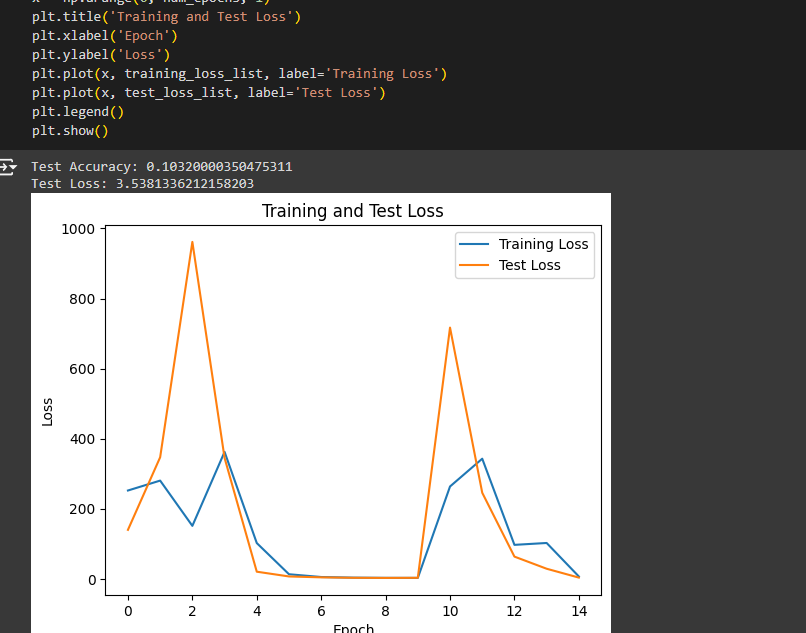 plt.title('Training and Test Loss')
plt.xlabel('Epoch')
plt.ylabel('Loss')
plt.plot(x, training_loss_list, label='Training Loss')
plt.plot(x, test_loss_list, label='Test Loss')
plt.legend()
plt.show()
Test Accuracy: 0.10320000350475311
Test Loss: 3.5381336212158203
Training and Test Loss
1000
800
600
400
200
0
Loss
Training Loss
Test Loss
0 2 4 6 8 10 12 14
Epoch